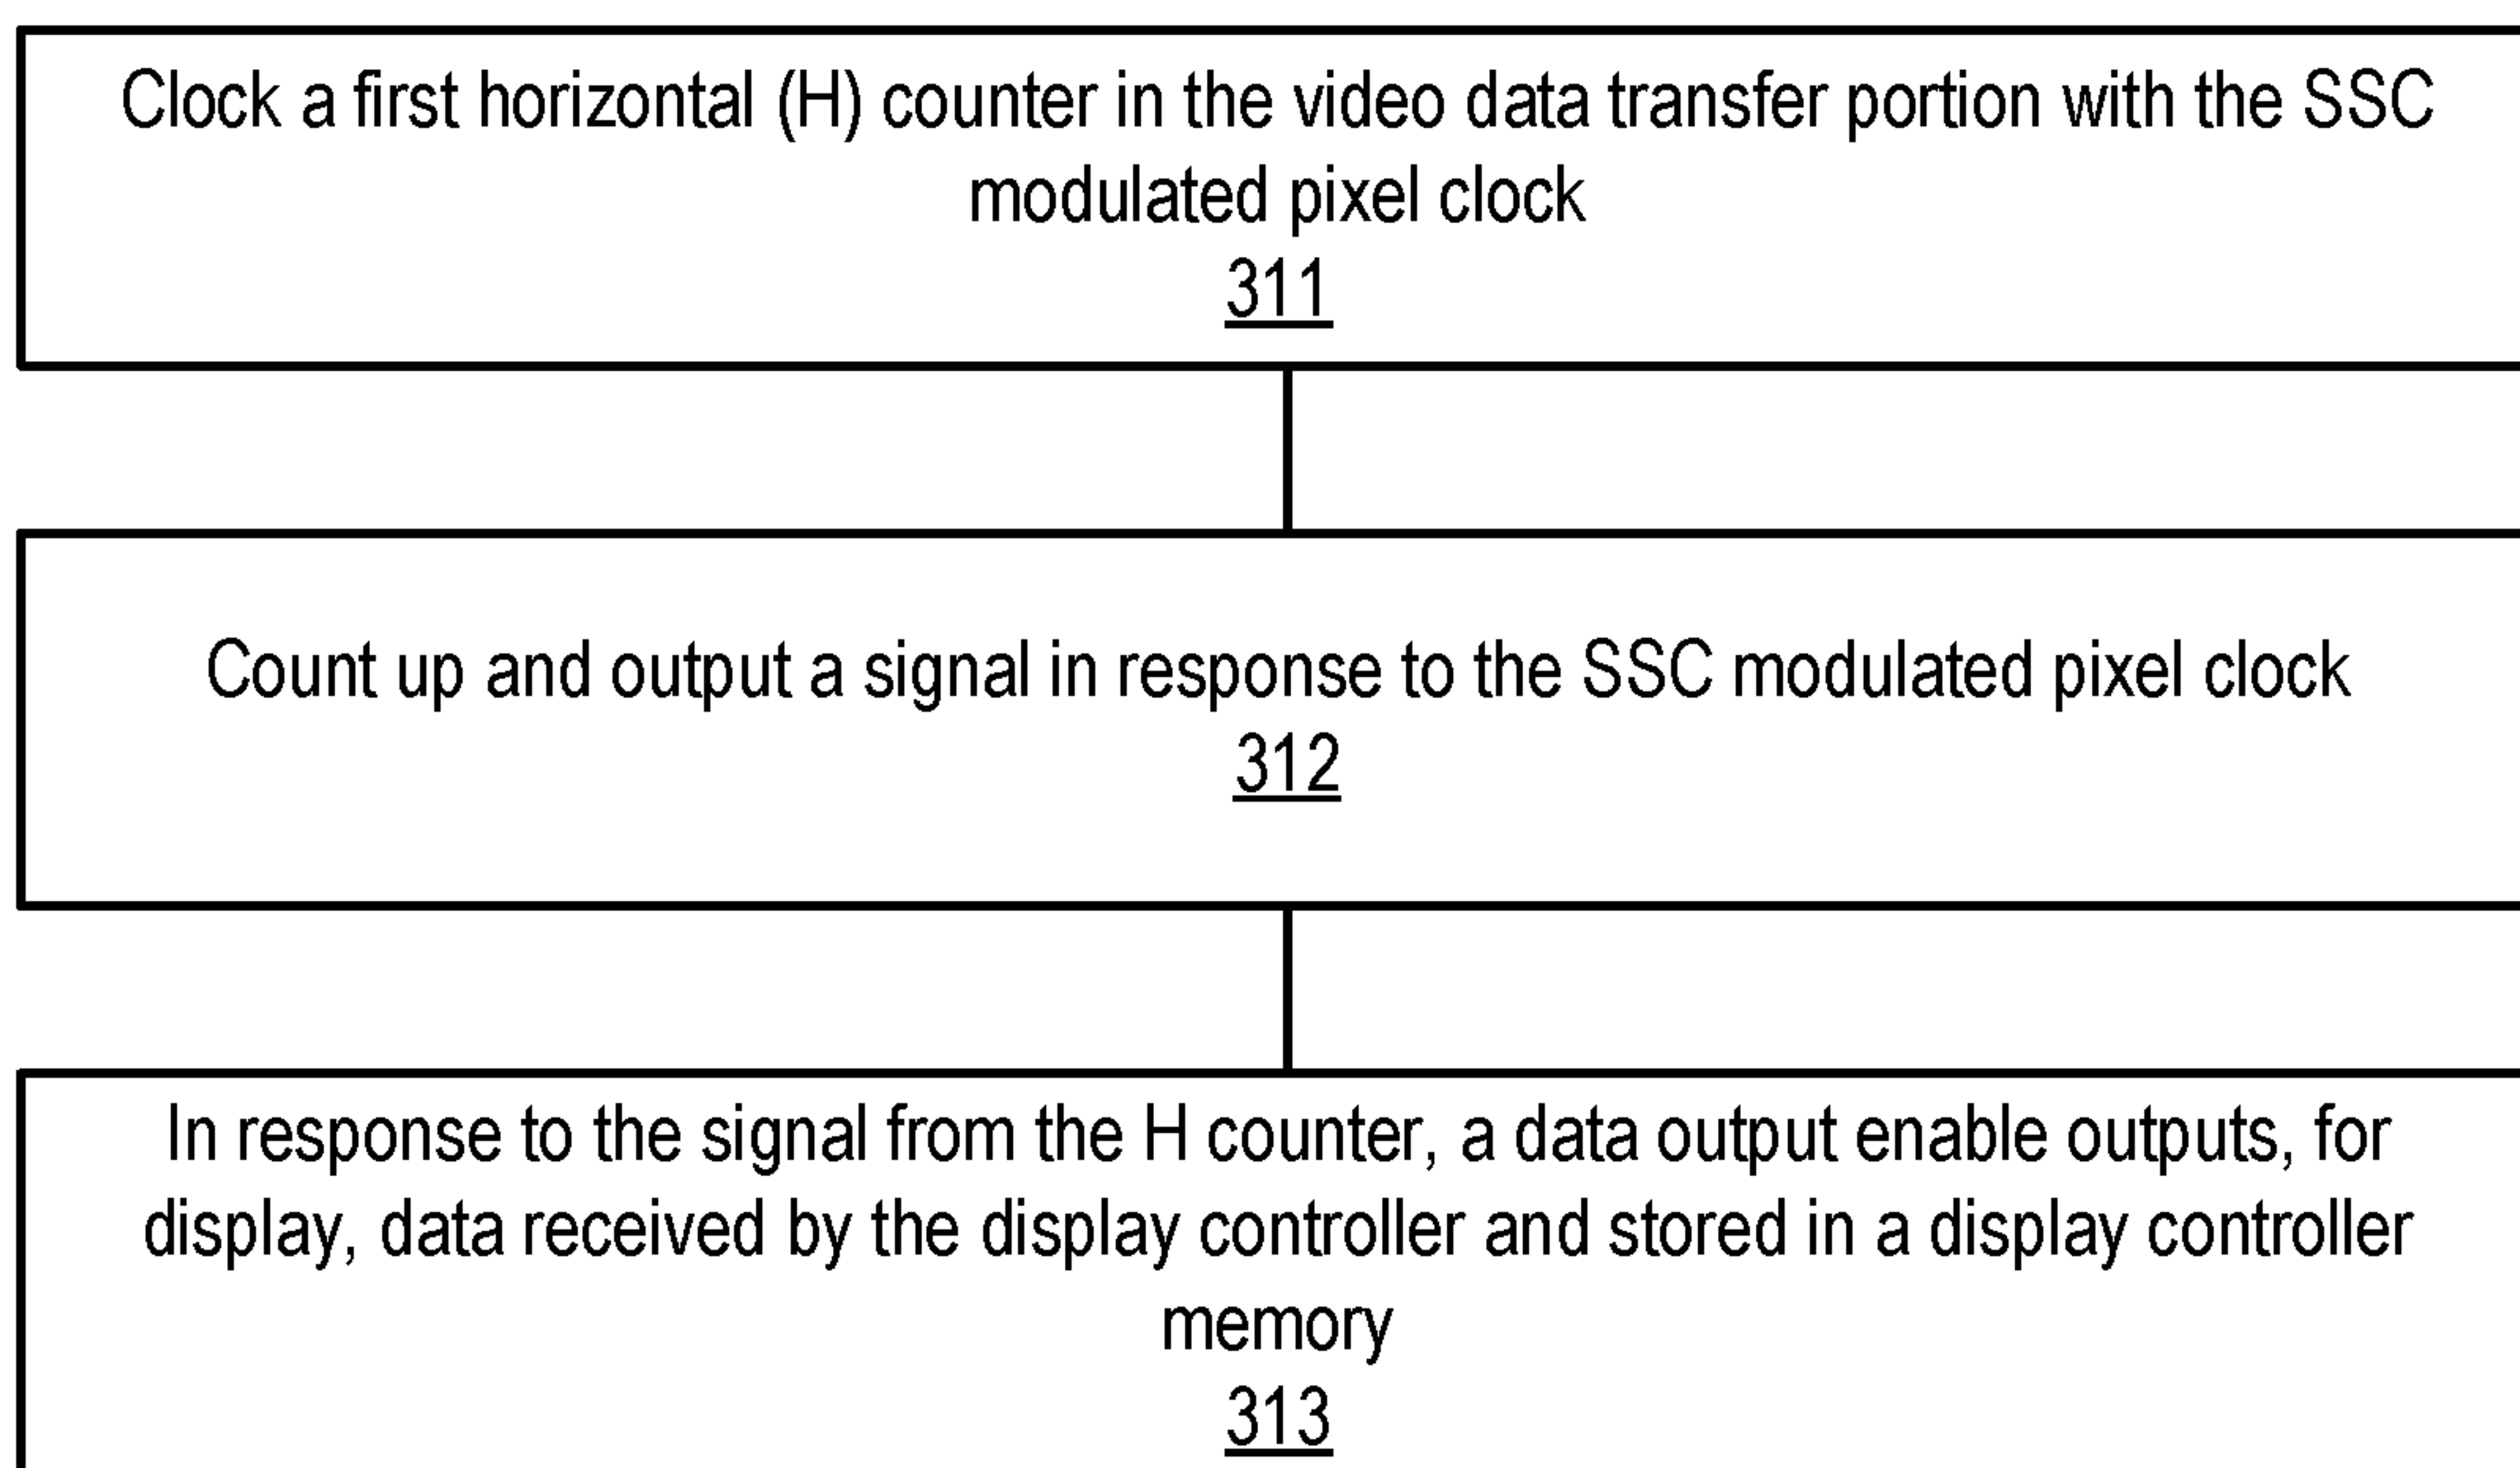 Clock a first horizontal (H) counter in the video data transfer portion with the SSC
modulated pixel clock
311
Count up and output a signal in response to the SSC modulated pixel clock
312
In response to the signal from the H counter, a data output enable outputs, for
display, data received by the display controller and stored in a display controller
memory
313